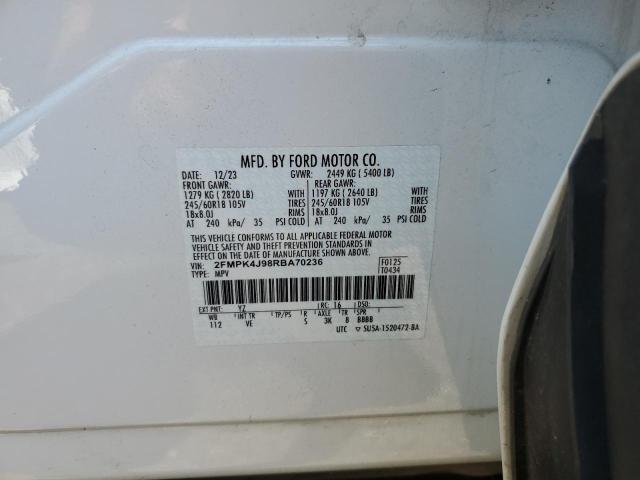 MFD. BY FORD MOTOR CO.
DATE: 12/23 GVWR: 2449 KG ( 5400 LB)
FRONT GAWR: REAR GAWR:
1279 KG ( 2820 LB) WITH 1197 KG ( 2640 LB) WITH
245/60R18 105V TIRES 245/60R18 105V TIRES
18x8.0J RIMS 18x8.0J RIMS
AT 240 kPa/ 35 PSI COLD AT 240 kPa/ 35 PSI COLD
THIS VEHICLE CONFORMS TO ALL APPLICABLE FEDERAL MOTOR
VEHICLE SAFETY AND THEFT PREVENTION STANDARDS IN
EFFECT ON THE DATE OF MANUFACTURE SHOWN ABOVE.
VIN: 2FMPK4J98RBA70236 F0125
TYPE: MPV T0434
EXT PNT: YZ RC: 16 DSO:
WB INT TR TP/PS R AXLE TR SPR
112 VE S 3K 8 BBBB
UTC ▽ SU5A-1520472-BA